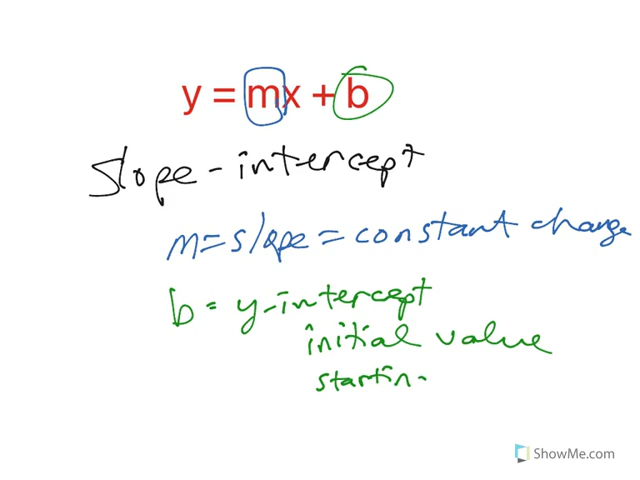 y = mx + b
slope - intercept
m = slope = constant change
b = y-intercept
initial value
startin
ShowMe.com